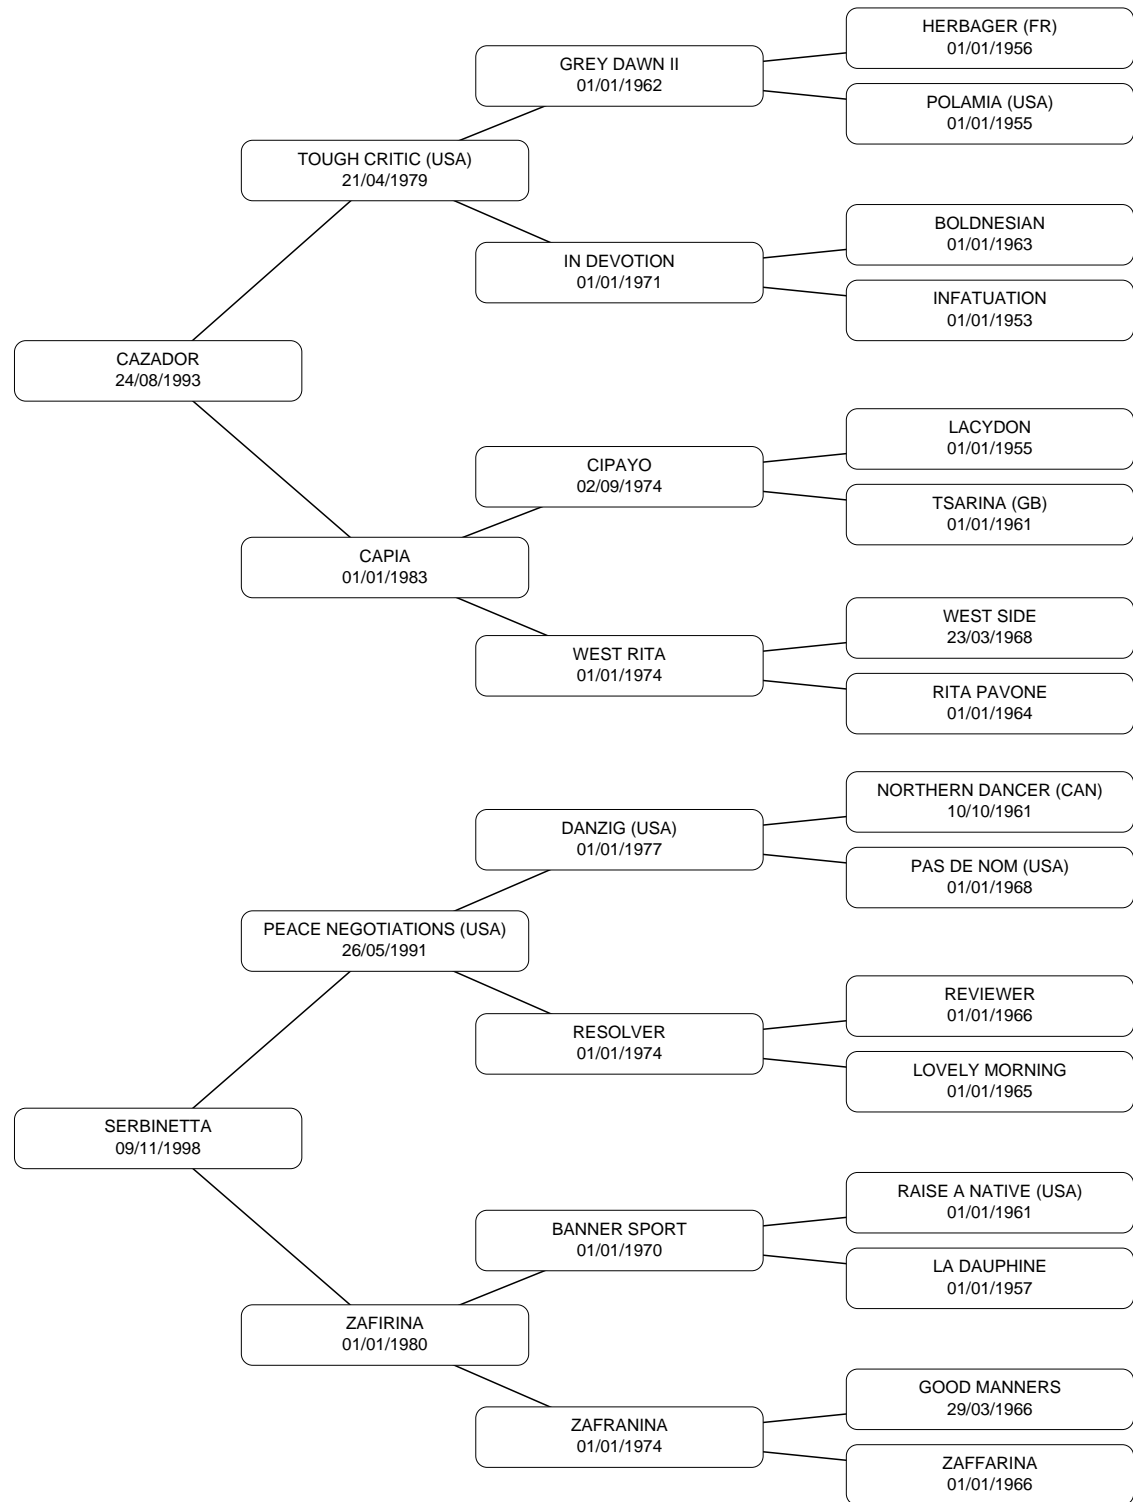 HERBAGER (FR)
01/01/1956
GREY DAWN II
01/01/1962
POLAMIA (USA)
01/01/1955
TOUGH CRITIC (USA)
21/04/1979
BOLDNESIAN
01/01/1963
IN DEVOTION
01/01/1971
INFATUATION
01/01/1953
CAZADOR
24/08/1993
LACYDON
01/01/1955
CIPAYO
02/09/1974
TSARINA (GB)
01/01/1961
CAPIA
01/01/1983
WEST SIDE
23/03/1968
WEST RITA
01/01/1974
RITA PAVONE
01/01/1964
NORTHERN DANCER (CAN)
10/10/1961
DANZIG (USA)
01/01/1977
PAS DE NOM (USA)
01/01/1968
PEACE NEGOTIATIONS (USA)
26/05/1991
REVIEWER
01/01/1966
RESOLVER
01/01/1974
LOVELY MORNING
01/01/1965
SERBINETTA
09/11/1998
RAISE A NATIVE (USA)
01/01/1961
BANNER SPORT
01/01/1970
LA DAUPHINE
01/01/1957
ZAFIRINA
01/01/1980
GOOD MANNERS
29/03/1966
ZAFRANINA
01/01/1974
ZAFFARINA
01/01/1966